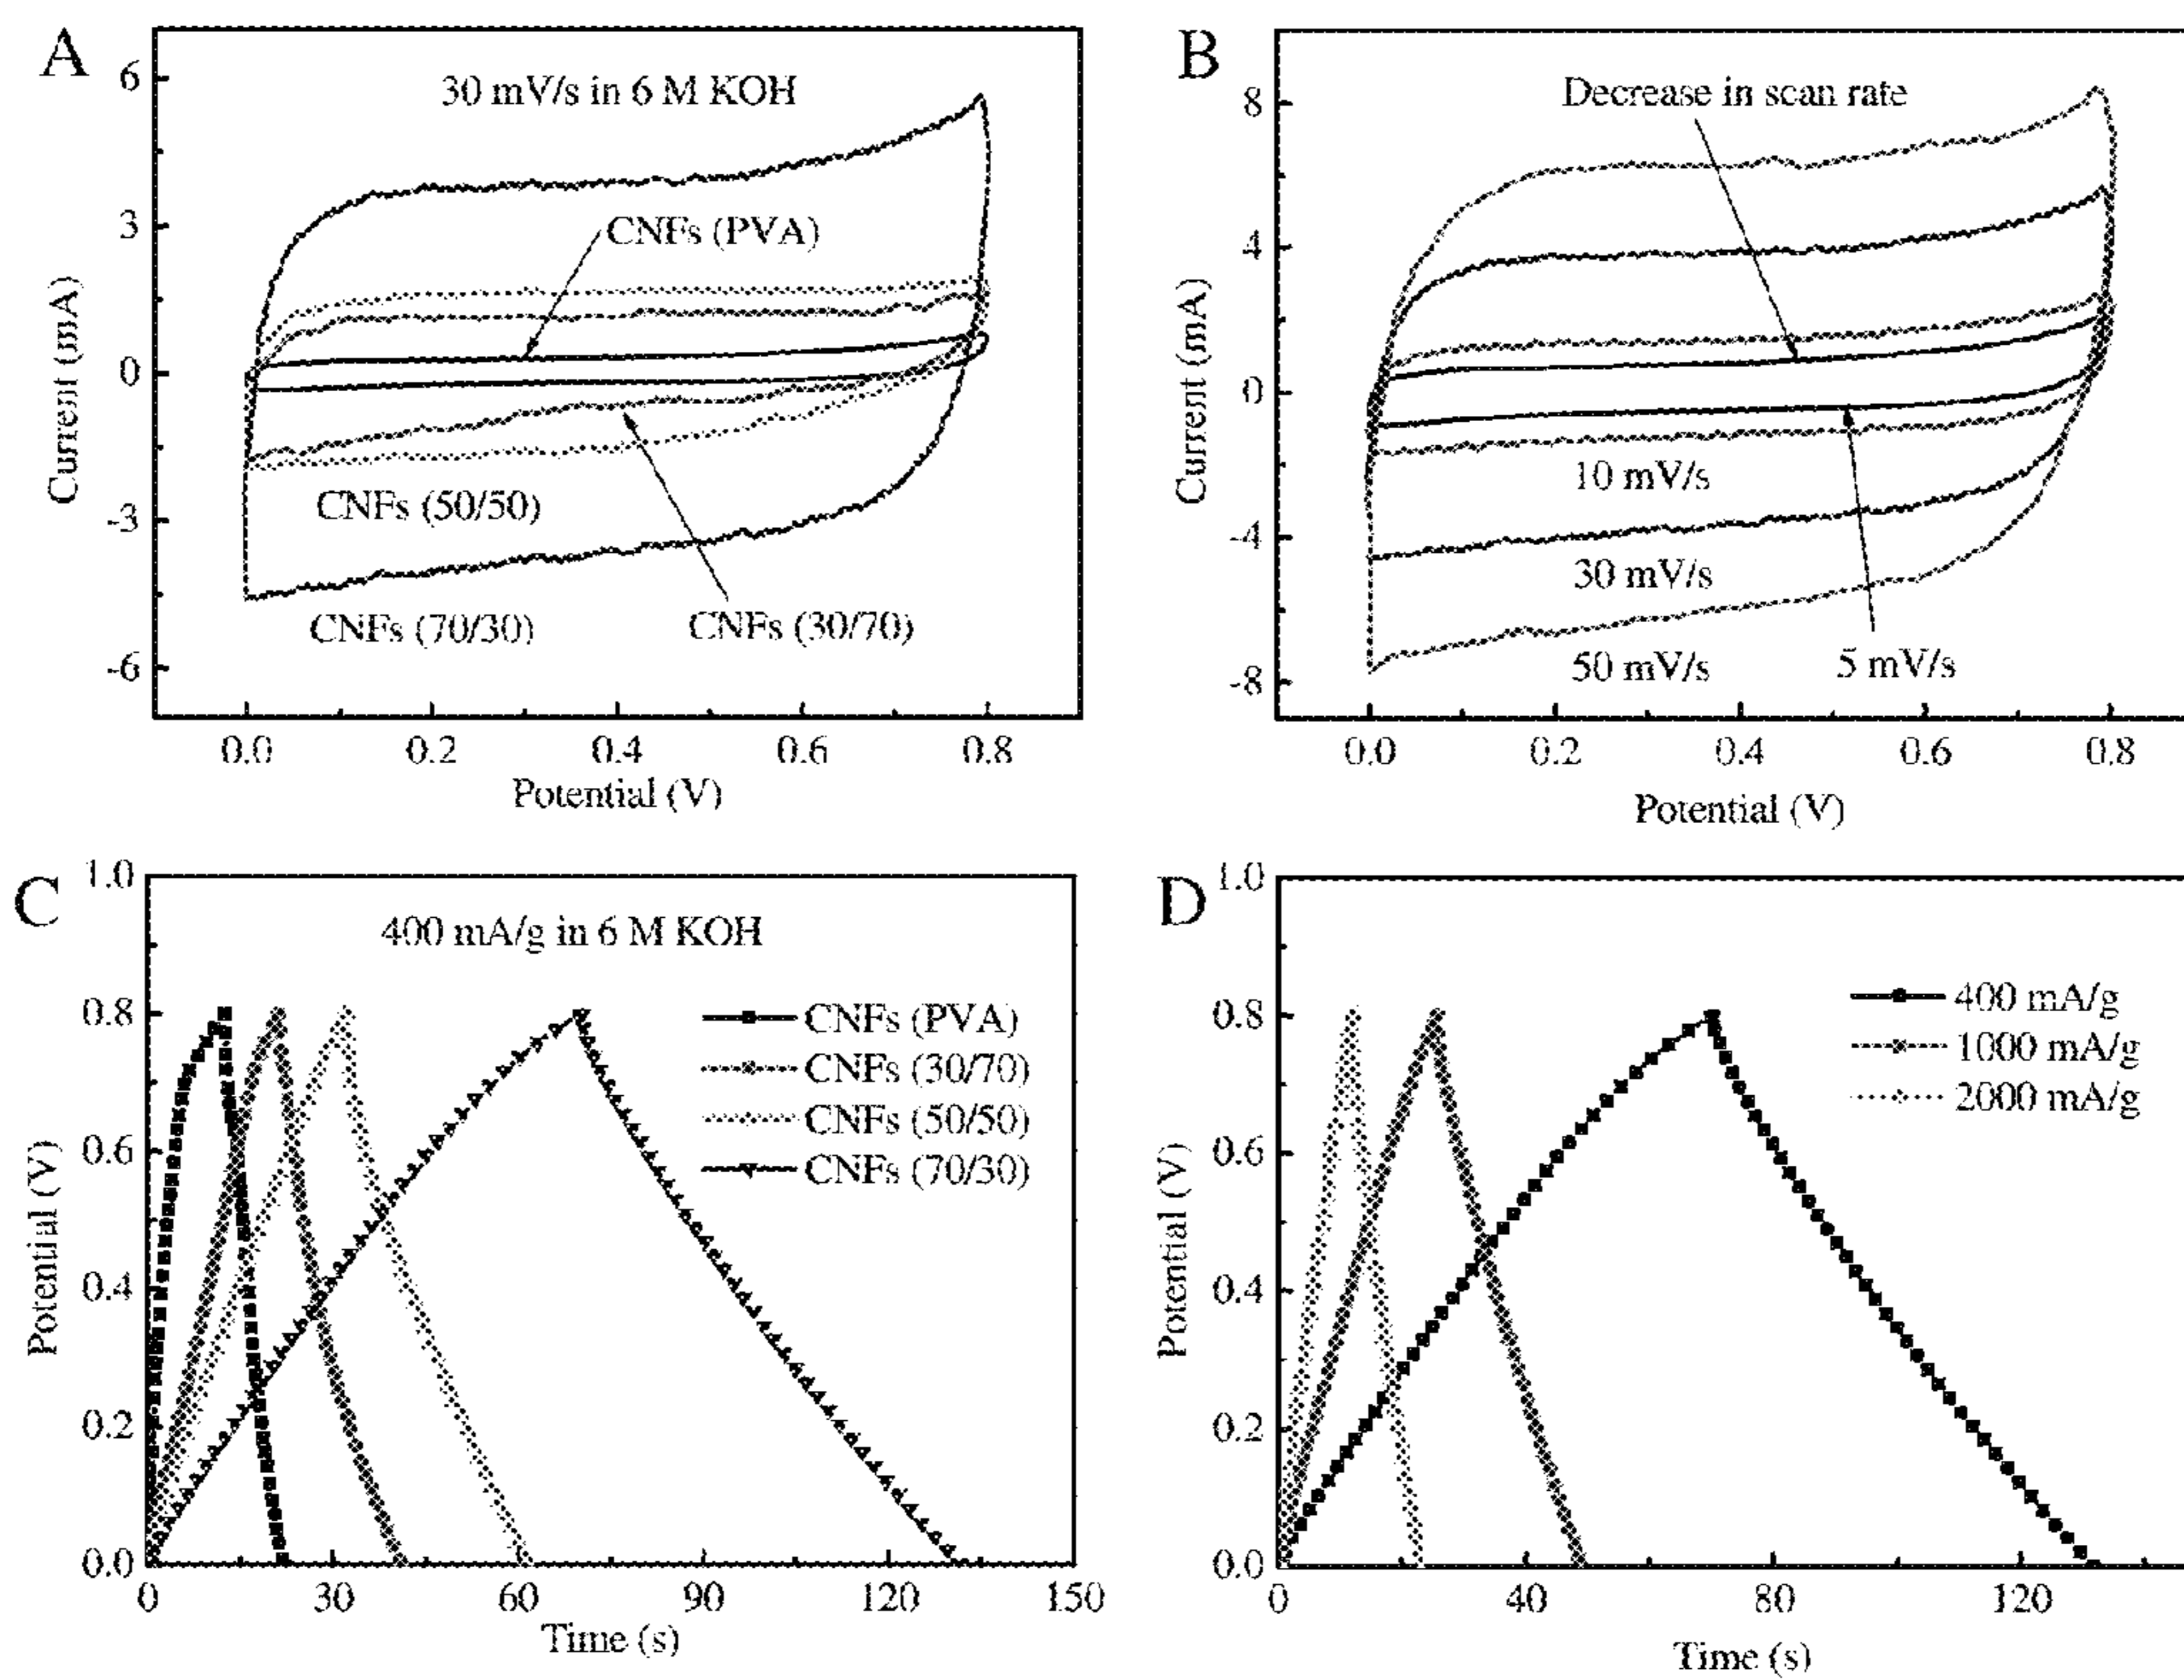 A
30 mV/s in 6 M KOH
CNFs (PVA)
CNFs (50/50)
CNFs (70/30)
CNFs (30/70)
Current (mA)
6
3
0
-3
-6
0.0 0.2 0.4 0.6 0.8
Potential (V)
B
Decrease in scan rate
10 mV/s
30 mV/s
50 mV/s
5 mV/s
Current (mA)
8
4
0
-4
-8
0.0 0.2 0.4 0.6 0.8
Potential (V)
C
400 mA/g in 6 M KOH
CNFs (PVA)
CNFs (30/70)
CNFs (50/50)
CNFs (70/30)
Potential (V)
1.0
0.8
0.6
0.4
0.2
0.0
0 30 60 90 120 150
Time (s)
D
400 mA/g
1000 mA/g
2000 mA/g
Potential (V)
1.0
0.8
0.6
0.4
0.2
0.0
0 40 80 120
Time (s)